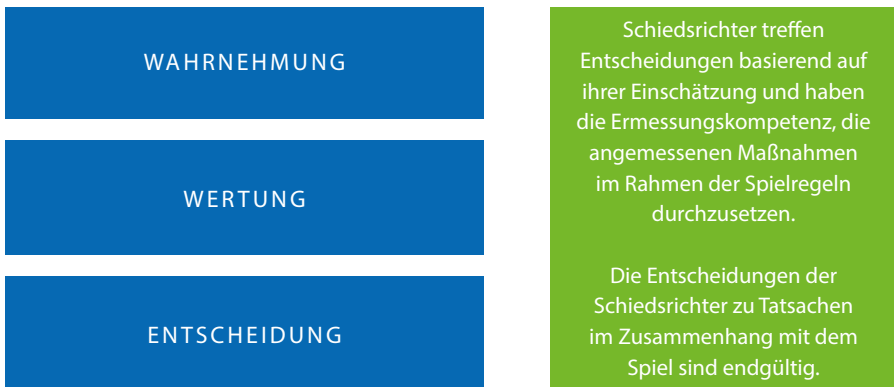 WAHRNEHMUNG
WERTUNG
ENTSCHEIDUNG
Schiedsrichter treffen
Entscheidungen basierend auf
ihrer Einschätzung und haben
die Ermessungskompetenz, die
angemessenen Maßnahmen
im Rahmen der Spielregeln
durchzusetzen.
Die Entscheidungen der
Schiedsrichter zu Tatsachen
im Zusammenhang mit dem
Spiel sind endgültig.